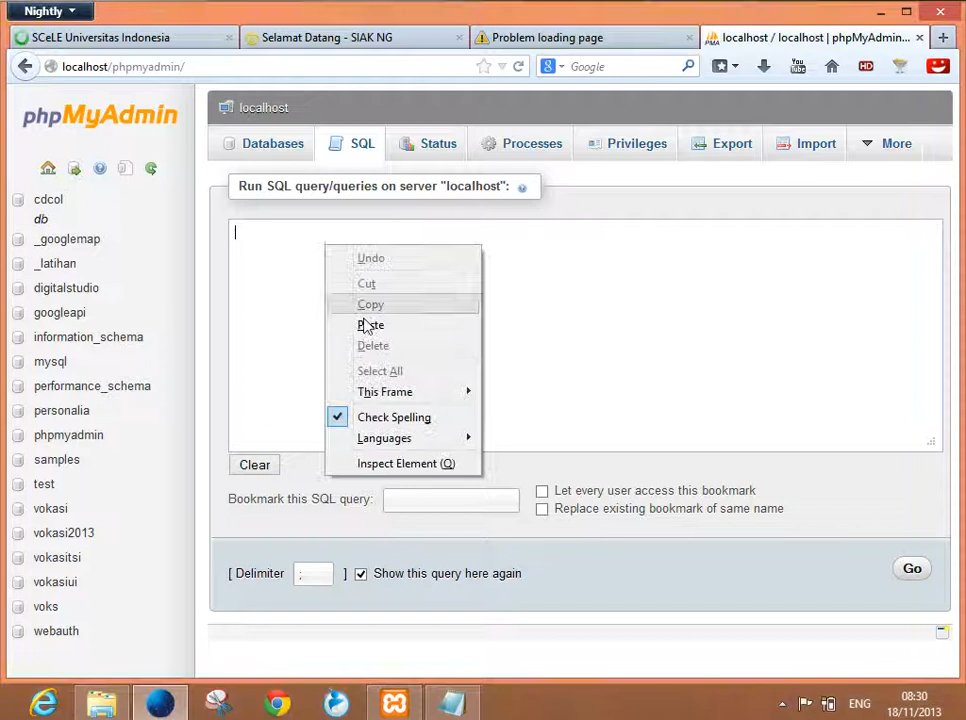 Nightly
SCeLE Universitas Indonesia
Selamat Datang - SIAK NG
Problem loading page
PMA
localhost / localhost | phpMyAdmin...
localhost/phpmyadmin/
Google
You
Tube
HD
phpMyAdmin
localhost
Databases
SQL
Status
Processes
Privileges
Export
Import
More
Run SQL query/queries on server "localhost":
cdcol
db
_googlemap
_latihan
digitalstudio
googleapi
information_schema
mysql
performance_schema
personalia
phpmyadmin
samples
test
vokasi
vokasi2013
vokasitsi
vokasiui
voks
webauth
Undo
Cut
Copy
Paste
Delete
Select All
This Frame
Check Spelling
Languages
Inspect Element (Q)
Clear
Bookmark this SQL query:
Let every user access this bookmark
Replace existing bookmark of same name
[ Delimiter ; ] Show this query here again
Go
ENG
08:30
18/11/2013